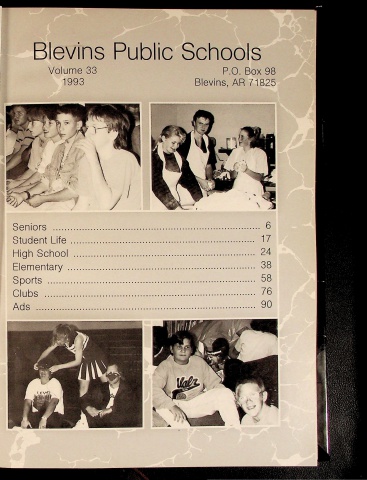 Blevins Public Schools
Volume 33
1993
P.O. Box 98
Blevins, AR 71825
Seniors ........ 6
Student Life ........ 17
High School ........ 24
Elementary ........ 38
Sports ........ 58
Clubs ........ 76
Ads ........ 90